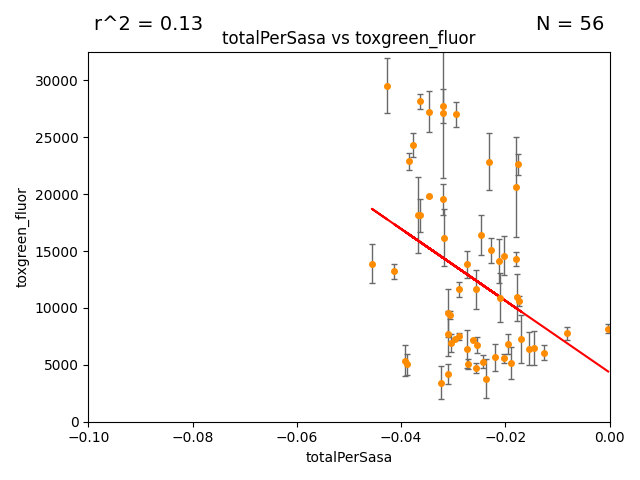 r^2 = 0.13
N = 56
totalPerSasa vs toxgreen_fluor
30000
25000
20000
15000
10000
5000
0
toxgreen_fluor
−0.10
−0.08
−0.06
−0.04
−0.02
0.00
totalPerSasa